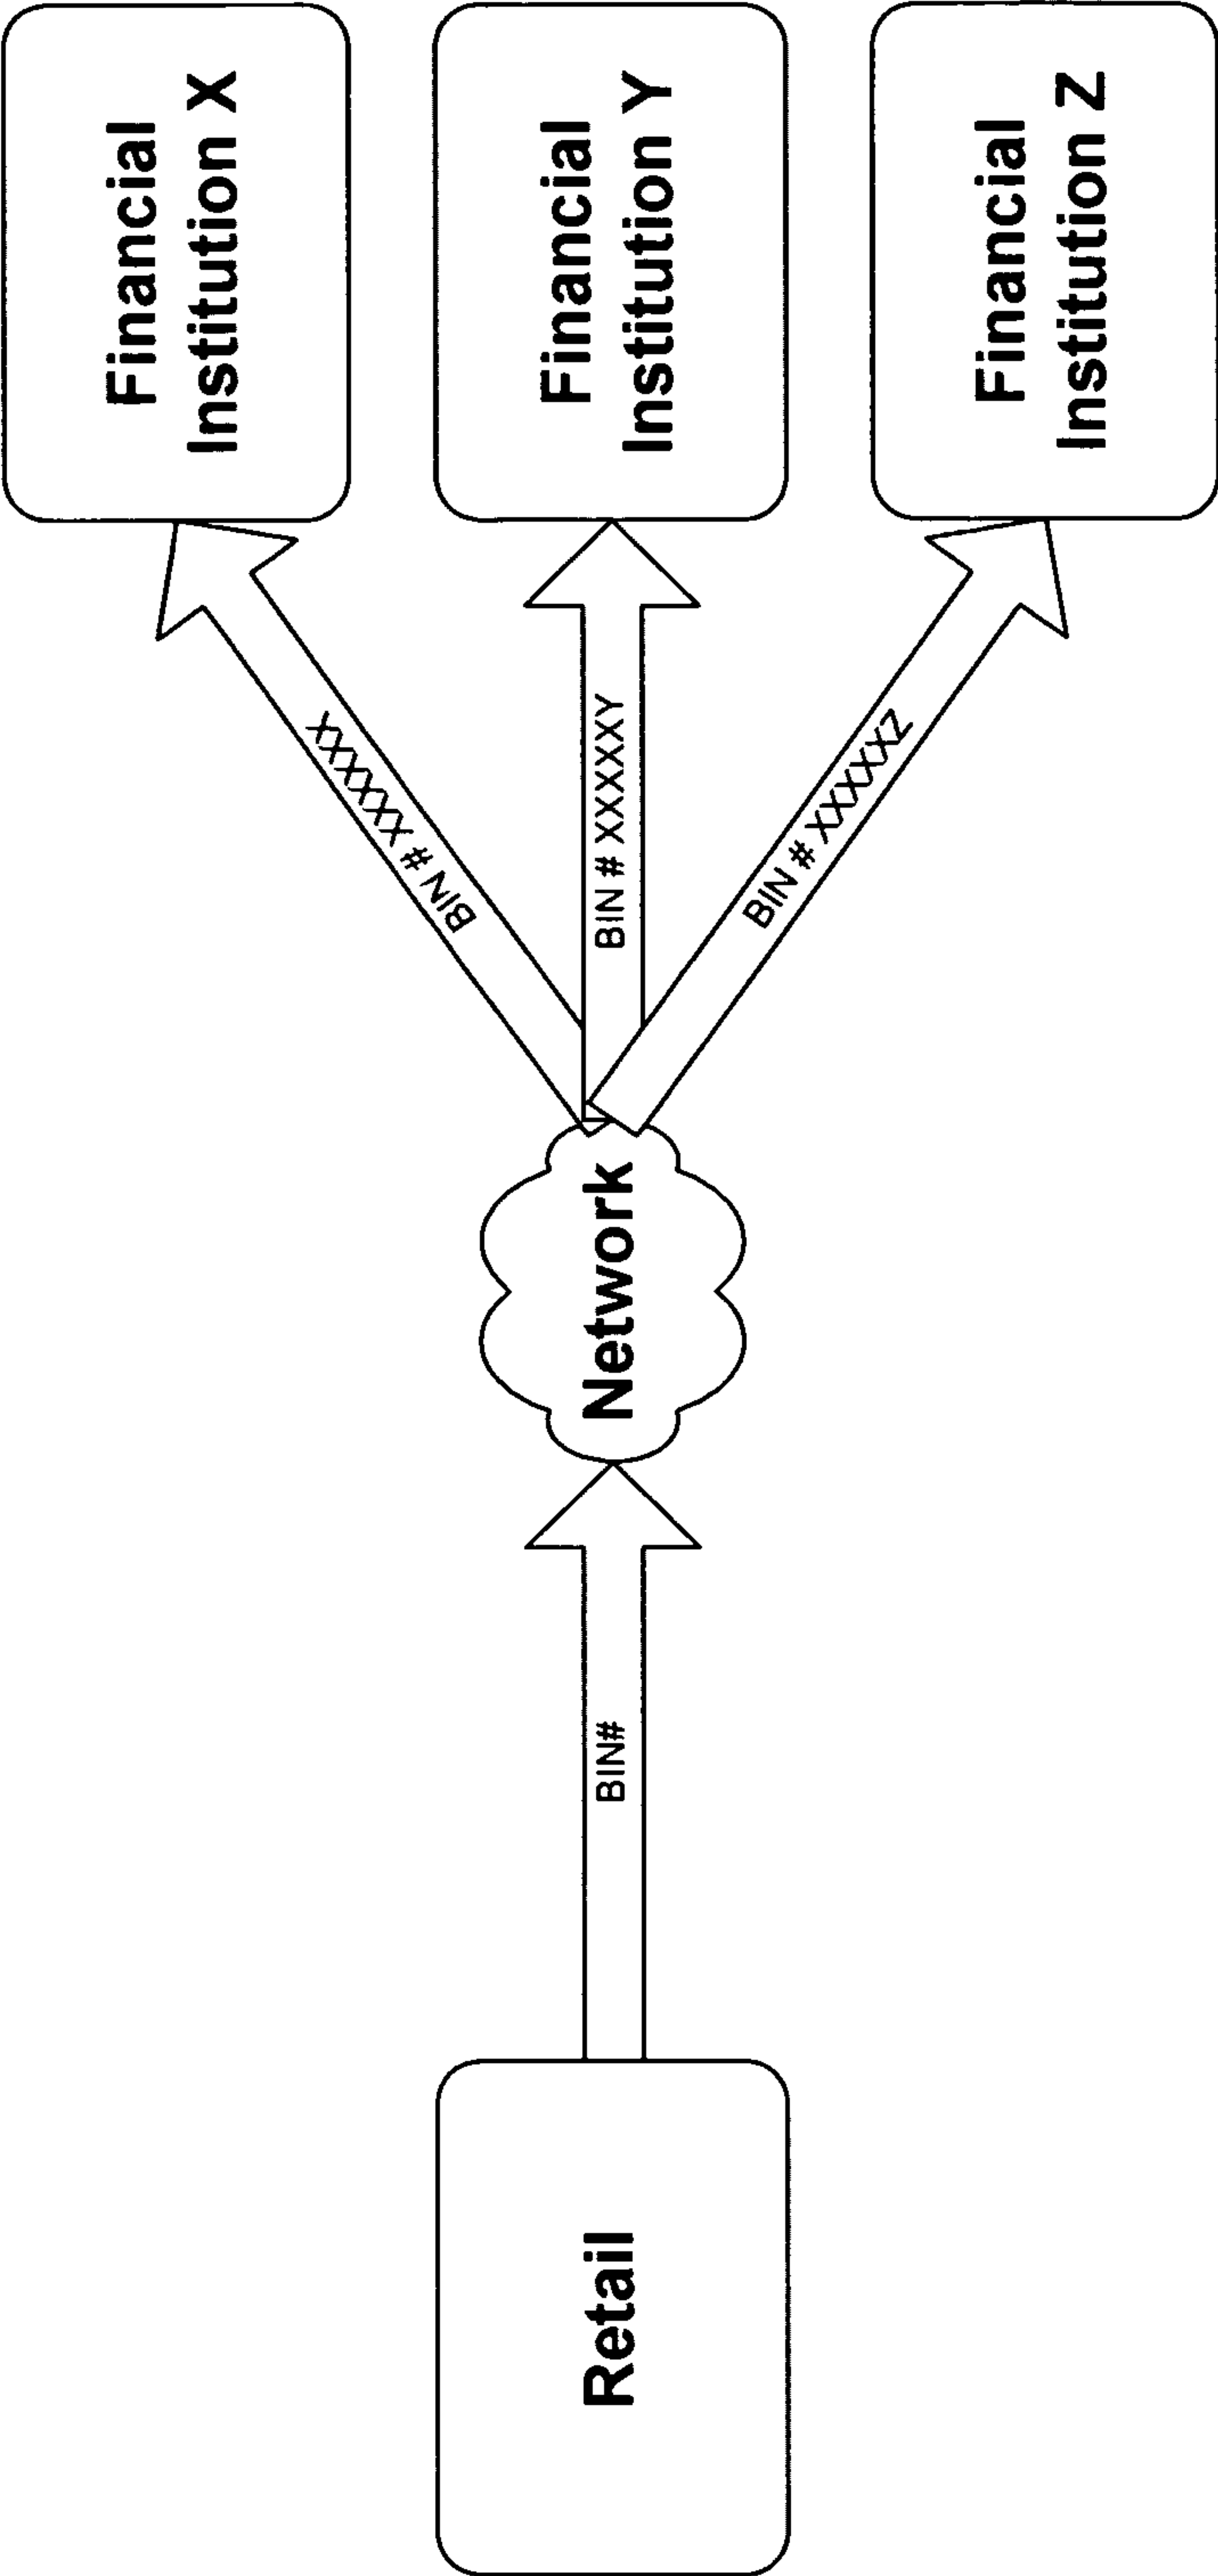 Retail
BIN#
Network
BIN # XXXXXX
BIN # XXXXXY
BIN # XXXXXZ
Financial
Institution X
Financial
Institution Y
Financial
Institution Z